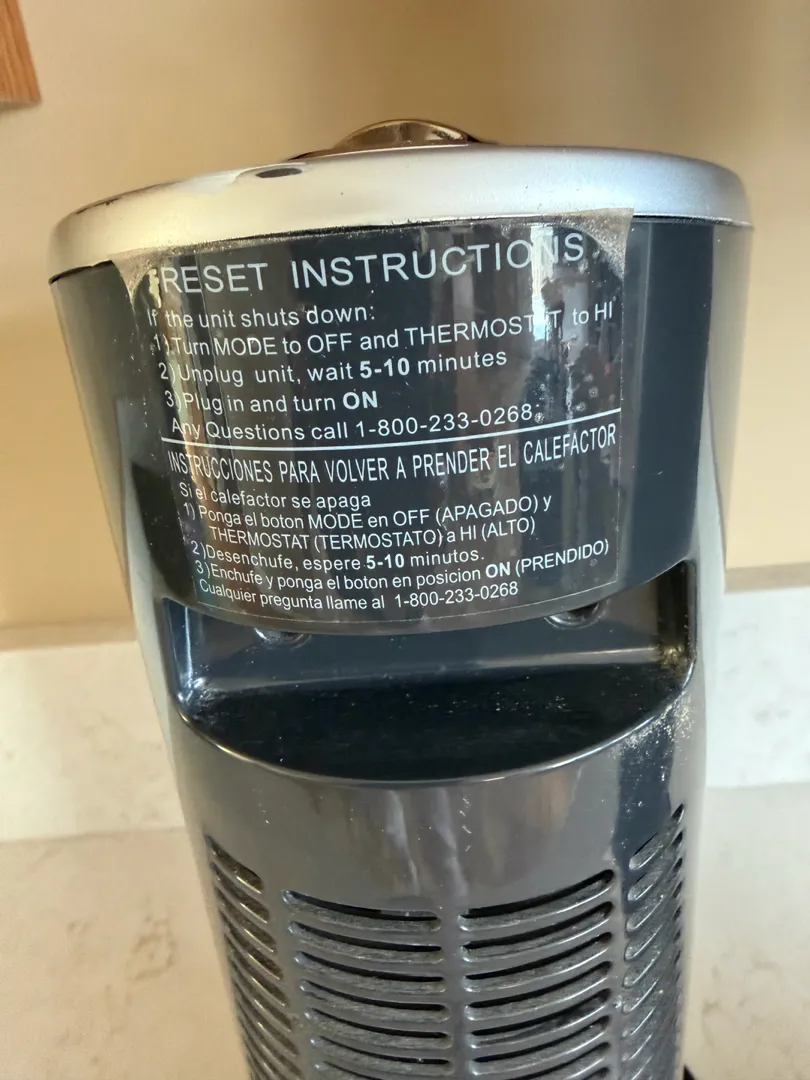 RESET INSTRUCTIONS
If the unit shuts down:
1).Turn MODE to OFF and THERMOSTAT to HI
2)Unplug unit, wait 5-10 minutes
3)Plug in and turn ON
Any Questions call 1-800-233-0268.
INSTRUCCIONES PARA VOLVER A PRENDER EL CALEFACTOR
Si el calefactor se apaga
1) Ponga el boton MODE en OFF (APAGADO) y
THERMOSTAT (TERMOSTATO) a HI (ALTO)
2)Desenchufe, espere 5-10 minutos.
3)Enchufe y ponga el boton en posicion ON (PRENDIDO)
Cualquier pregunta llame al 1-800-233-0268